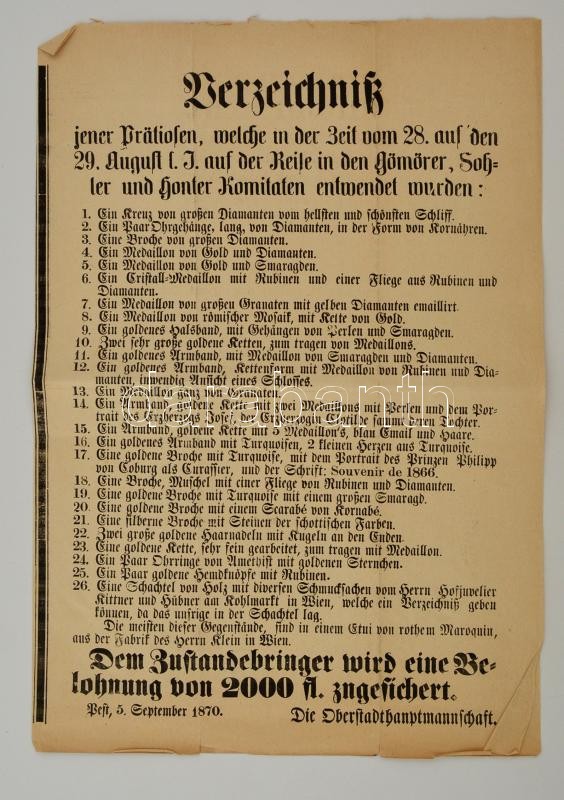 Verzeichniß
jener Prätiosen, welche in der Zeit vom 28. auf den
29. August l. J. auf der Reise in den Gömörer, Soh-
ler und Honter Komitaten entwendet wurden:
1. Ein Kreuz von großen Diamanten vom hellsten und schönsten Schliff.
2. Ein Paar Ohrgehänge, lang, von Diamanten, in der Form von Kornähren.
3. Eine Broche von großen Diamanten.
4. Ein Medaillon von Gold und Diamanten.
5. Ein Medaillon von Gold und Smaragden.
6. Ein Cristall-Medaillon mit Rubinen und einer Fliege aus Rubinen und
Diamanten.
7. Ein Medaillon von großen Granaten mit gelben Diamanten emaillirt.
8. Ein Medaillon von römischer Mosaik, mit Kette von Gold.
9. Ein goldenes Halsband, mit Gehängen von Perlen und Smaragden.
10. Zwei sehr große goldene Ketten, zum tragen von Medaillons.
11. Ein goldenes Armband, mit Medaillon von Smaragden und Diamanten.
12. Ein goldenes Armband, Kettenform mit Medaillon von Rubinen und Dia-
manten, inwendig Ansicht eines Schlosses.
13. Ein Medaillon ganz von Granaten.
14. Ein Armband, goldene Kette mit zwei Medaillons mit Perlen und dem Por-
trait des Erzherzogs Josef, der Erzherzogin Clotilde sammt deren Tochter.
15. Ein Armband, goldene Kette mit 5 Medaillon's, blau Email und Haare.
16. Ein goldenes Armband mit Turquoisen, 2 kleinen Herzen aus Turquoise.
17. Eine goldene Broche mit Turquoise, mit dem Portrait des Prinzen Philipp
von Coburg als Curassier, und der Schrift: Souvenir de 1866.
18. Eine Broche, Muschel mit einer Fliege von Rubinen und Diamanten.
19. Eine goldene Broche mit Turquoise mit einem großen Smaragd.
20. Eine goldene Broche mit einem Scarabé von Kornabé.
21. Eine silberne Broche mit Steinen der schottischen Farben.
22. Zwei große goldene Haarnadeln mit Kugeln an den Enden.
23. Eine goldene Kette, sehr fein gearbeitet, zum tragen mit Medaillon.
24. Ein Paar Ohrringe von Amethist mit goldenen Sternchen.
25. Ein Paar goldene Hemdknöpfe mit Rubinen.
26. Eine Schachtel von Holz mit diversen Schmucksachen vom Herrn Hofjuvelier
Kittner und Hübner am Kohlmarkt in Wien, welche ein Verzeichniß geben
können, da das unsrige in der Schachtel lag.
Die meisten dieser Gegenstände, sind in einem Etui von rothem Maroquin,
aus der Fabrik des Herrn Klein in Wien.
Dem Zustandebringer wird eine Be-
lohnung von 2000 fl. zugesichert.
Pest, 5. September 1870. Die Oberstadthauptmannschaft.
darabanth